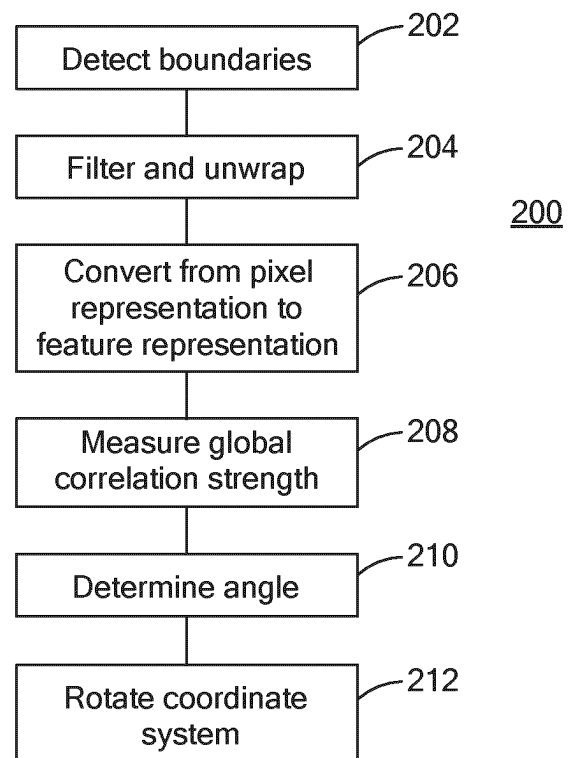 202
Detect boundaries
204
Filter and unwrap
200
206
Convert from pixel
representation to
feature representation
208
Measure global
correlation strength
210
Determine angle
212
Rotate coordinate
system